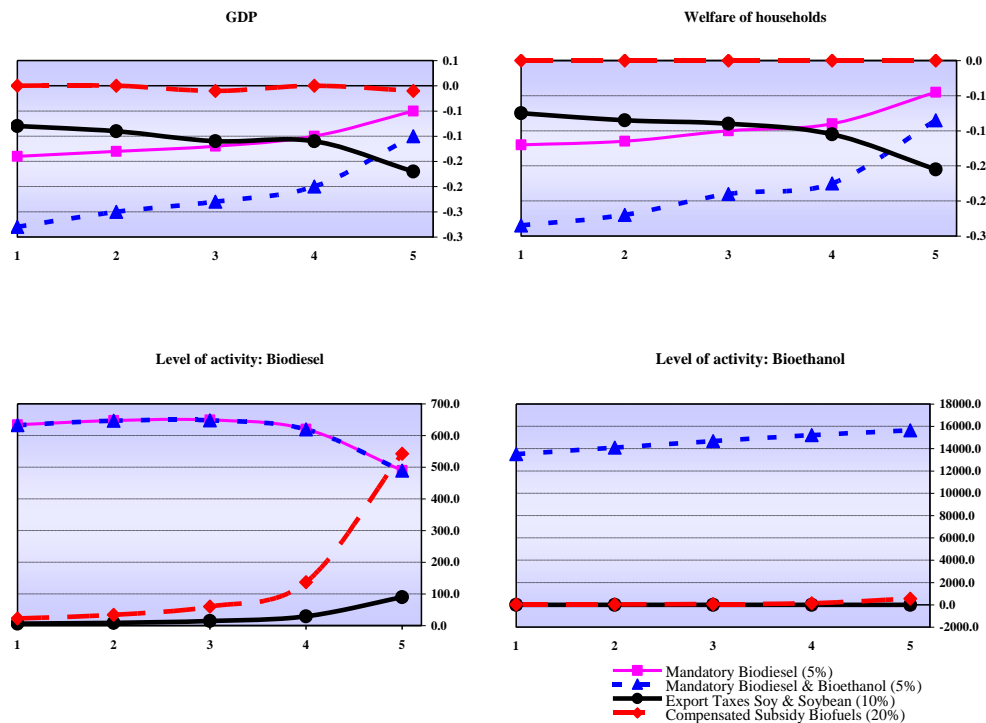 GDP
0.1
0.0
-0.1
-0.1
-0.2
-0.2
-0.3
-0.3
1 2 3 4 5
Welfare of households
0.0
-0.1
-0.1
-0.2
-0.2
-0.3
1 2 3 4 5
Level of activity: Biodiesel
700.0
600.0
500.0
400.0
300.0
200.0
100.0
0.0
1 2 3 4 5
Level of activity: Bioethanol
18000.0
16000.0
14000.0
12000.0
10000.0
8000.0
6000.0
4000.0
2000.0
0.0
-2000.0
1 2 3 4 5
Mandatory Biodiesel (5%)
Mandatory Biodiesel & Bioethanol (5%)
Export Taxes Soy & Soybean (10%)
Compensated Subsidy Biofuels (20%)